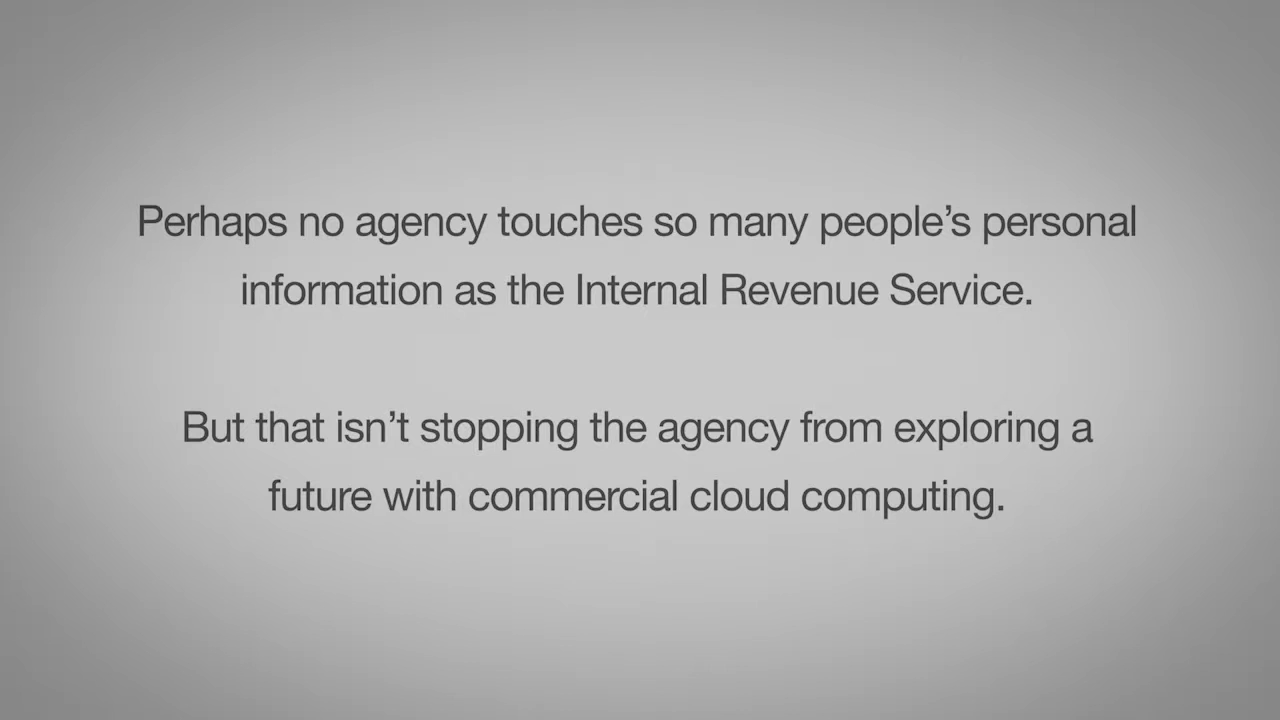 Perhaps no agency touches so many people’s personal
information as the Internal Revenue Service.
But that isn’t stopping the agency from exploring a
future with commercial cloud computing.